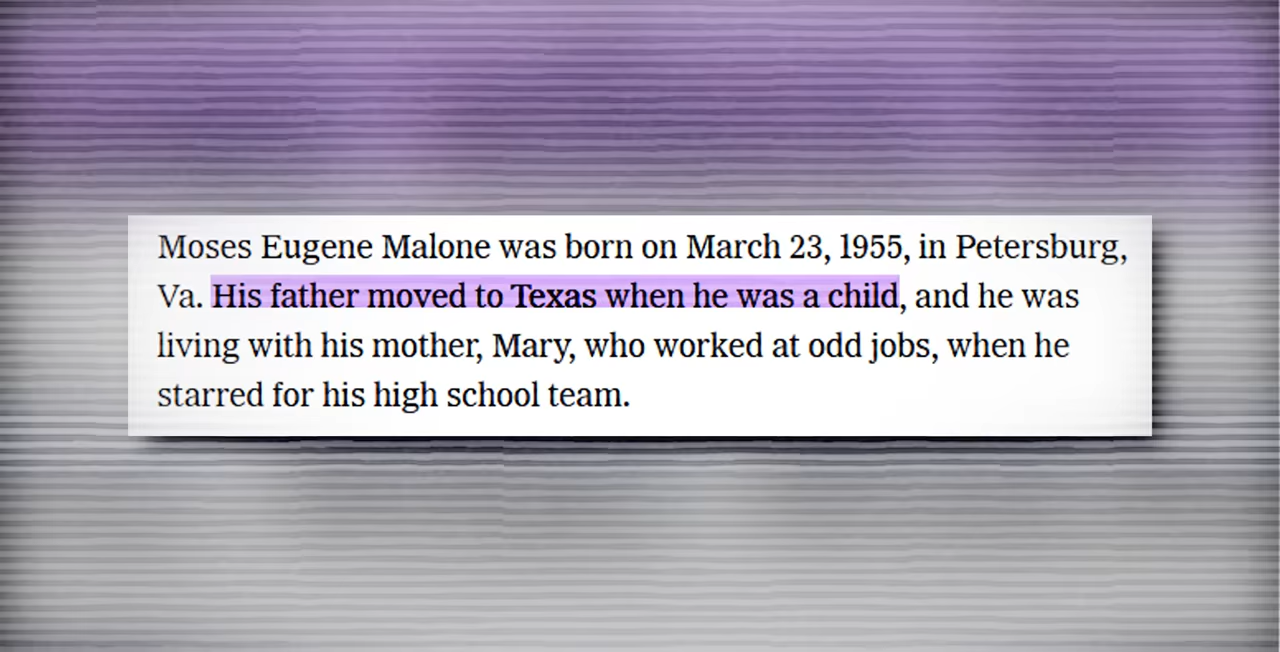 Moses Eugene Malone was born on March 23, 1955, in Petersburg,
Va. His father moved to Texas when he was a child, and he was
living with his mother, Mary, who worked at odd jobs, when he
starred for his high school team.